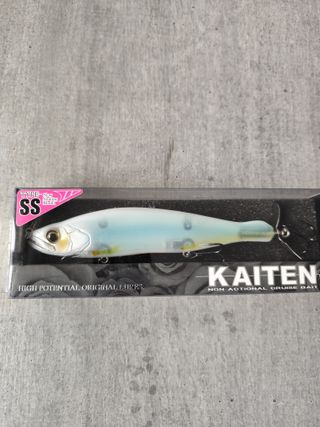 SS
KAITEN
NON ACTIONAL CRUISE BAIT
HIGH POTENTIAL ORIGINAL LURES